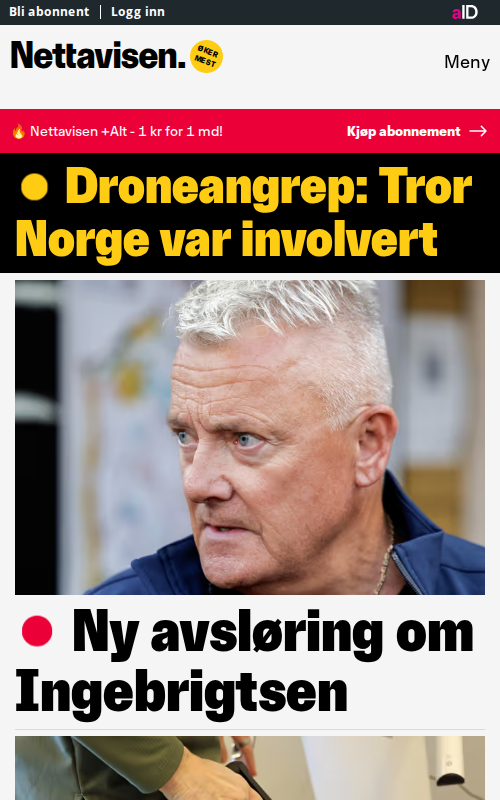 Bli abonnent | Logg inn
aID
Nettavisen.
ØKER
MEST
Meny
🔥 Nettavisen +Alt - 1 kr for 1 md!
Kjøp abonnement →
Droneangrep: Tror
Norge var involvert
Ny avsløring om
Ingebrigtsen